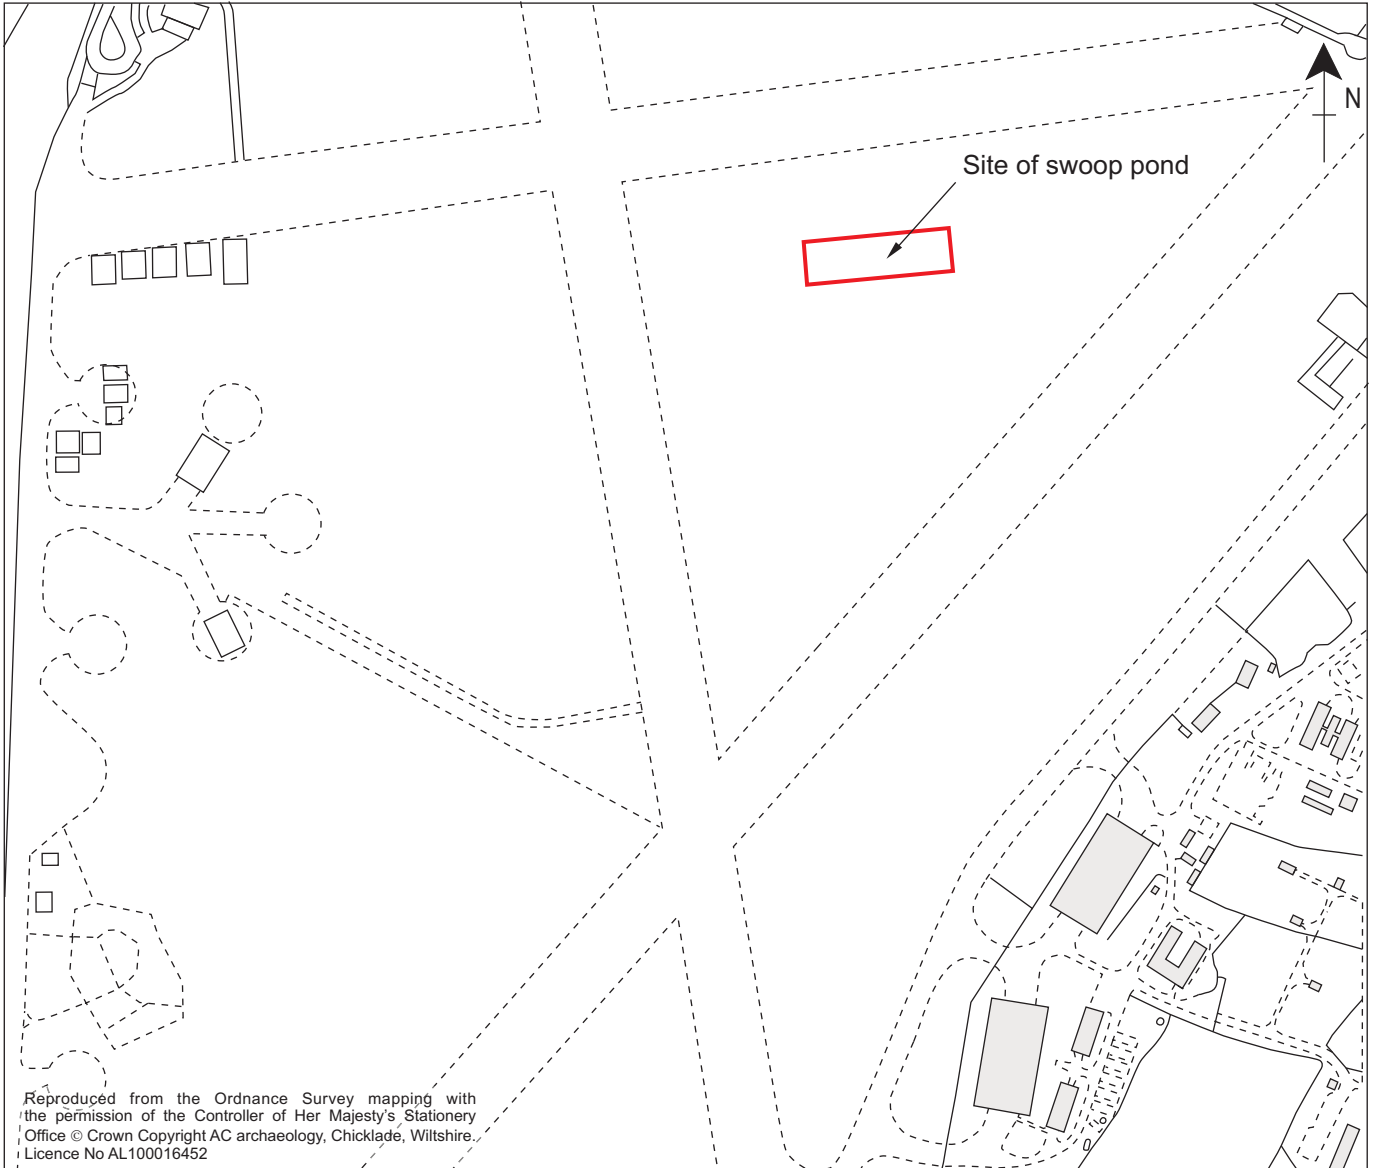 N
Site of swoop pond
Reproduced from the Ordnance Survey mapping with
the permission of the Controller of Her Majesty's Stationery
Office © Crown Copyright AC archaeology, Chicklade, Wiltshire.
Licence No AL100016452